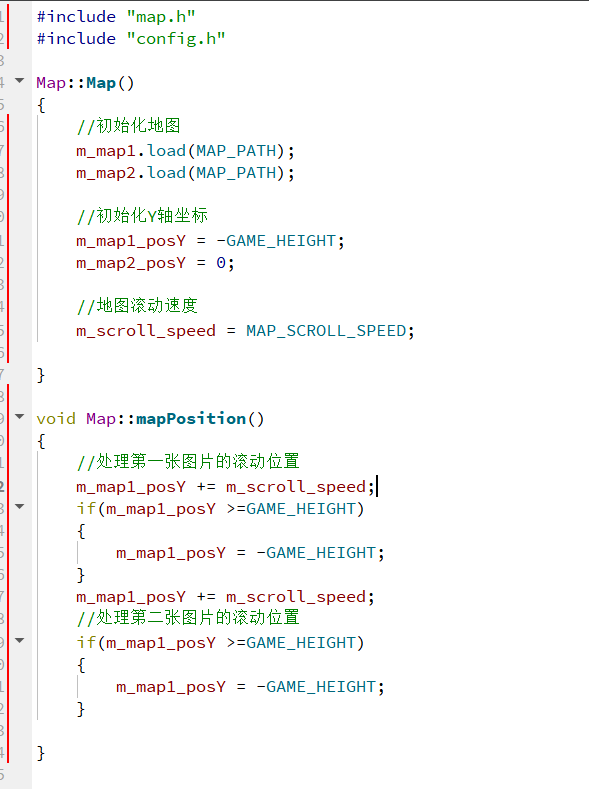 #include "map.h"
#include "config.h"
Map::Map()
{
//初始化地图
m_map1.load(MAP_PATH);
m_map2.load(MAP_PATH);
//初始化Y轴坐标
m_map1_posY = -GAME_HEIGHT;
m_map2_posY = 0;
//地图滚动速度
m_scroll_speed = MAP_SCROLL_SPEED;
}
void Map::mapPosition()
{
//处理第一张图片的滚动位置
m_map1_posY += m_scroll_speed;
if(m_map1_posY >=GAME_HEIGHT)
{
m_map1_posY = -GAME_HEIGHT;
}
m_map1_posY += m_scroll_speed;
//处理第二张图片的滚动位置
if(m_map1_posY >=GAME_HEIGHT)
{
m_map1_posY = -GAME_HEIGHT;
}
}